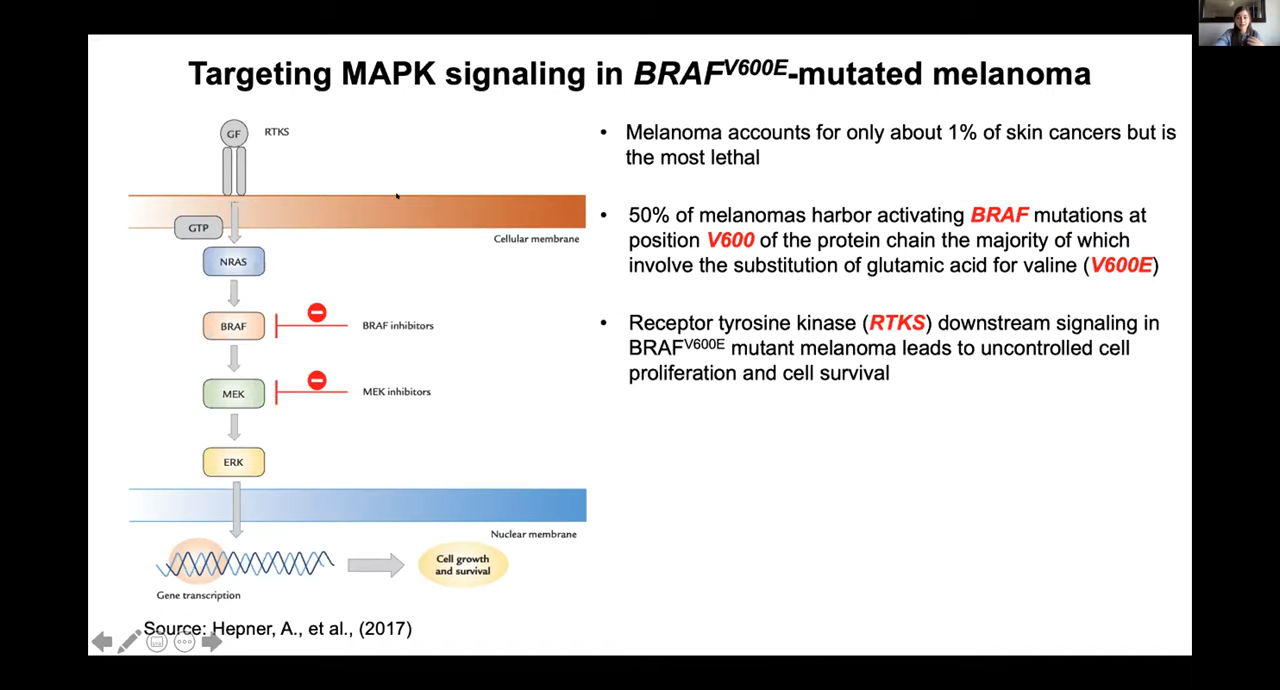 Targeting MAPK signaling in BRAFV600E-mutated melanoma
GF
RTKS
GTP
Cellular membrane
NRAS
BRAF
BRAF inhibitors
MEK
MEK inhibitors
ERK
Nuclear membrane
Cell growth
and survival
Gene transcription
Source: Hepner, A., et al., (2017)
• Melanoma accounts for only about 1% of skin cancers but is
the most lethal
• 50% of melanomas harbor activating BRAF mutations at
position V600 of the protein chain the majority of which
involve the substitution of glutamic acid for valine (V600E)
• Receptor tyrosine kinase (RTKS) downstream signaling in
BRAFV600E mutant melanoma leads to uncontrolled cell
proliferation and cell survival